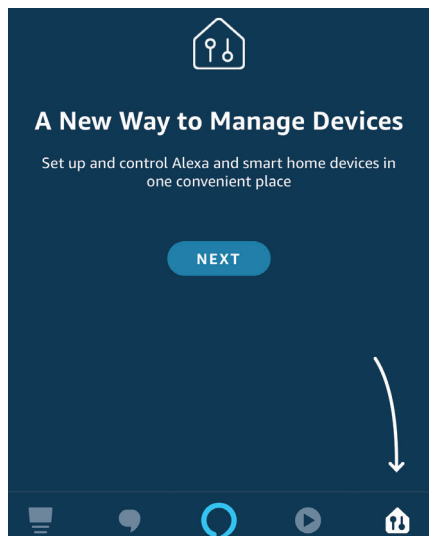 A New Way to Manage Devices
Set up and control Alexa and smart home devices in
one convenient place
NEXT